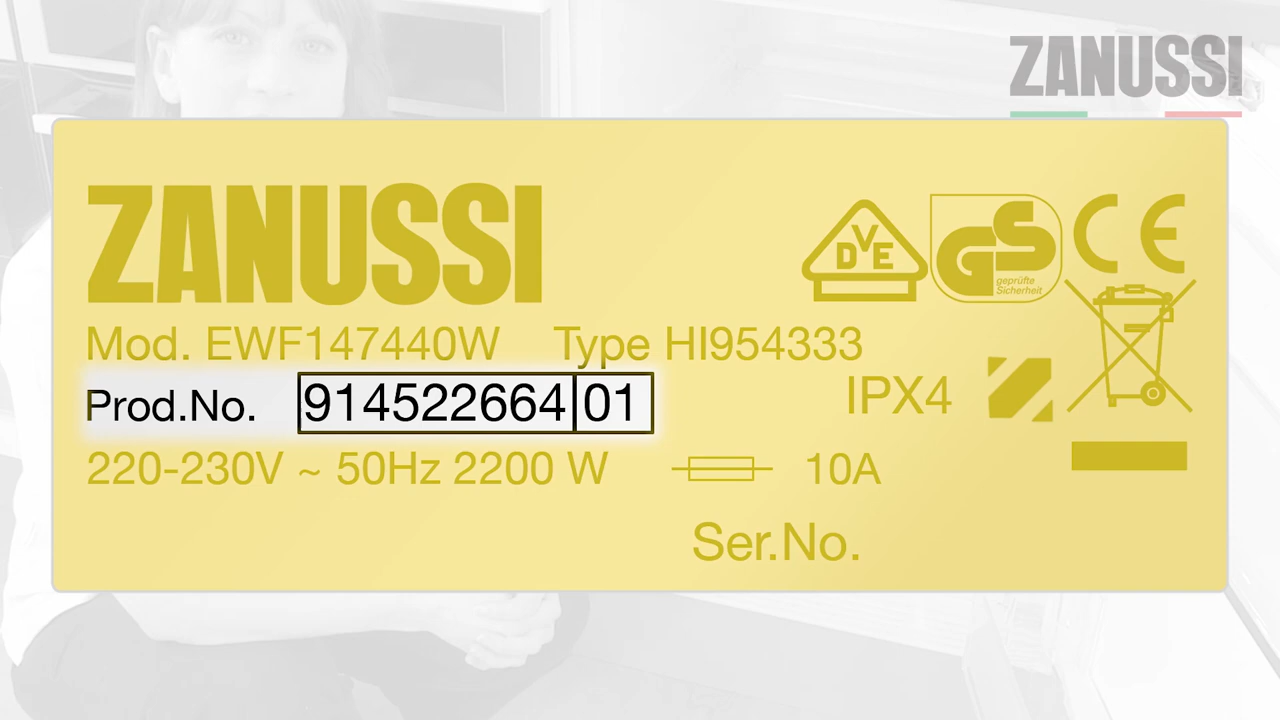 ZANUSSI
ZANUSSI
DVE
GS
geprüfte
Sicherheit
CE
Mod. EWF147440W Type HI954333
Prod.No. 914522664 01
IPX4
220-230V ~ 50Hz 2200 W 10A
Ser.No.